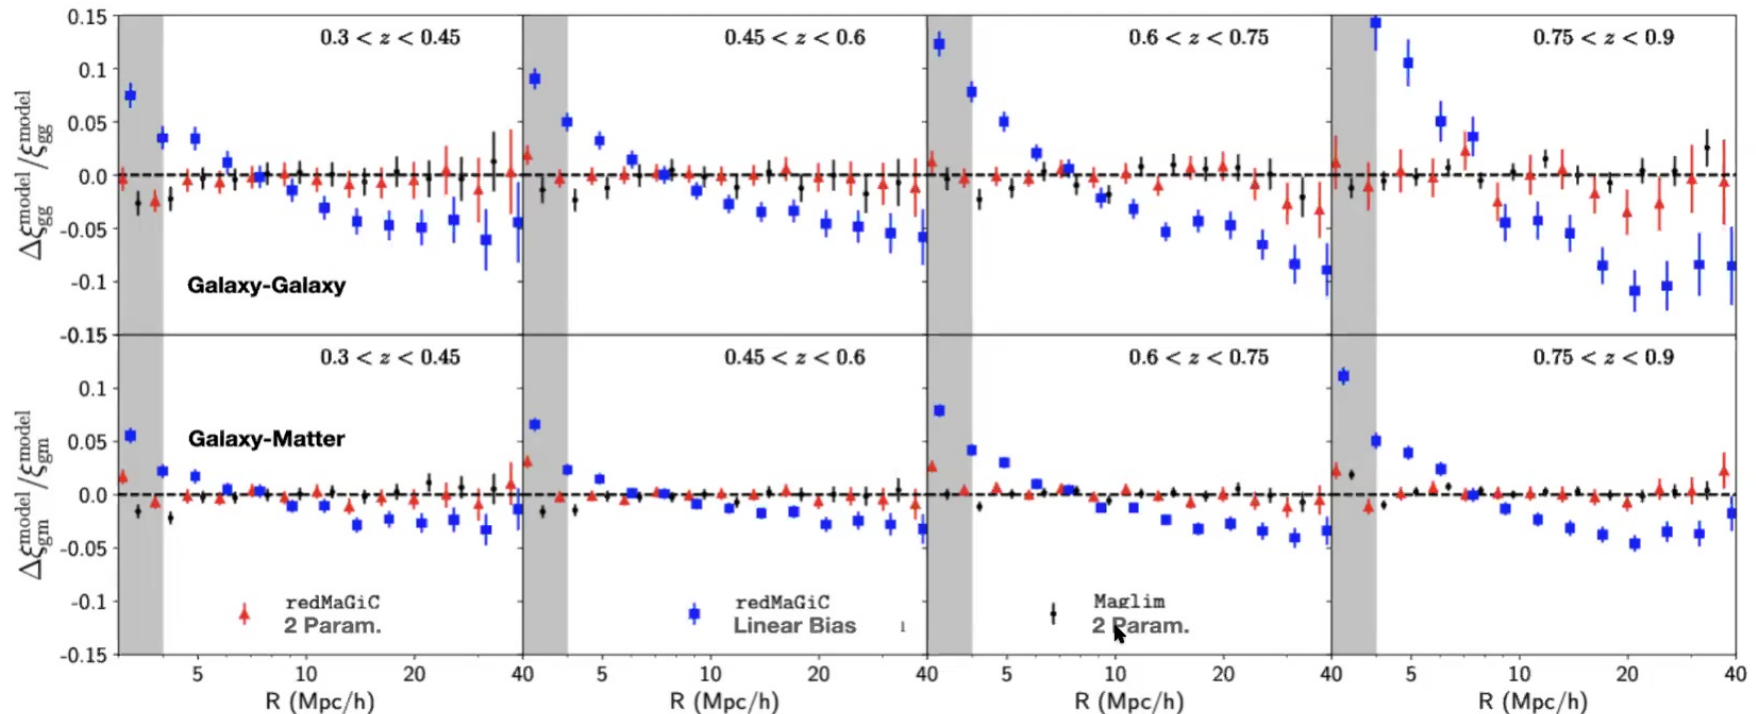 0.15
0.1
0.05
0.0
-0.05
-0.1
-0.15
Δξ_gg^model / ξ_gg^model
0.3 < z < 0.45
0.45 < z < 0.6
0.6 < z < 0.75
0.75 < z < 0.9
Galaxy-Galaxy
0.1
0.05
0.0
-0.05
-0.1
-0.15
Δξ_gm^model / ξ_gm^model
0.3 < z < 0.45
0.45 < z < 0.6
0.6 < z < 0.75
0.75 < z < 0.9
Galaxy-Matter
redMaGiC
2 Param.
redMaGiC
Linear Bias
Maglim
2 Param.
5 10 20 40 5 10 20 40 5 10 20 40 5 10 20 40
R (Mpc/h) R (Mpc/h) R (Mpc/h) R (Mpc/h)